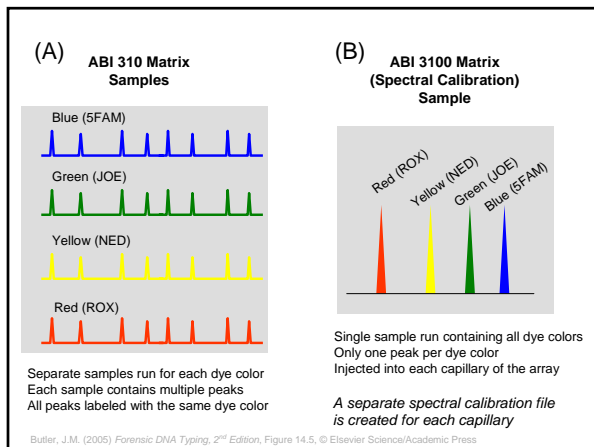 (A)
ABI 310 Matrix
Samples
Blue (5FAM)
Green (JOE)
Yellow (NED)
Red (ROX)
Separate samples run for each dye color
Each sample contains multiple peaks
All peaks labeled with the same dye color
(B)
ABI 3100 Matrix
(Spectral Calibration)
Sample
Red (ROX)
Yellow (NED)
Green (JOE)
Blue (5FAM)
Single sample run containing all dye colors
Only one peak per dye color
Injected into each capillary of the array
A separate spectral calibration file
is created for each capillary
Butler, J.M. (2005) Forensic DNA Typing, 2nd Edition, Figure 14.5, © Elsevier Science/Academic Press